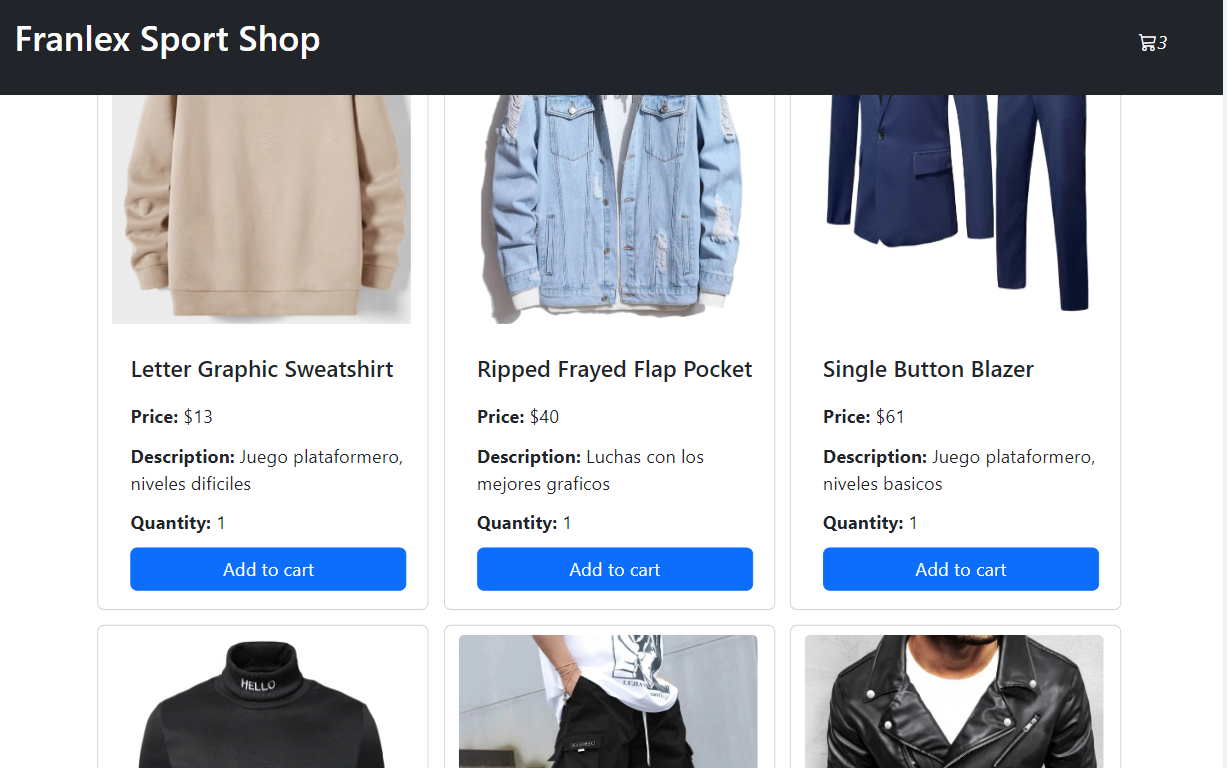 Franlex Sport Shop
3
Letter Graphic Sweatshirt
Price: $13
Description: Juego plataformero,
niveles dificiles
Quantity: 1
Add to cart
Ripped Frayed Flap Pocket
Price: $40
Description: Luchas con los
mejores graficos
Quantity: 1
Add to cart
Single Button Blazer
Price: $61
Description: Juego plataformero,
niveles basicos
Quantity: 1
Add to cart
HELLO